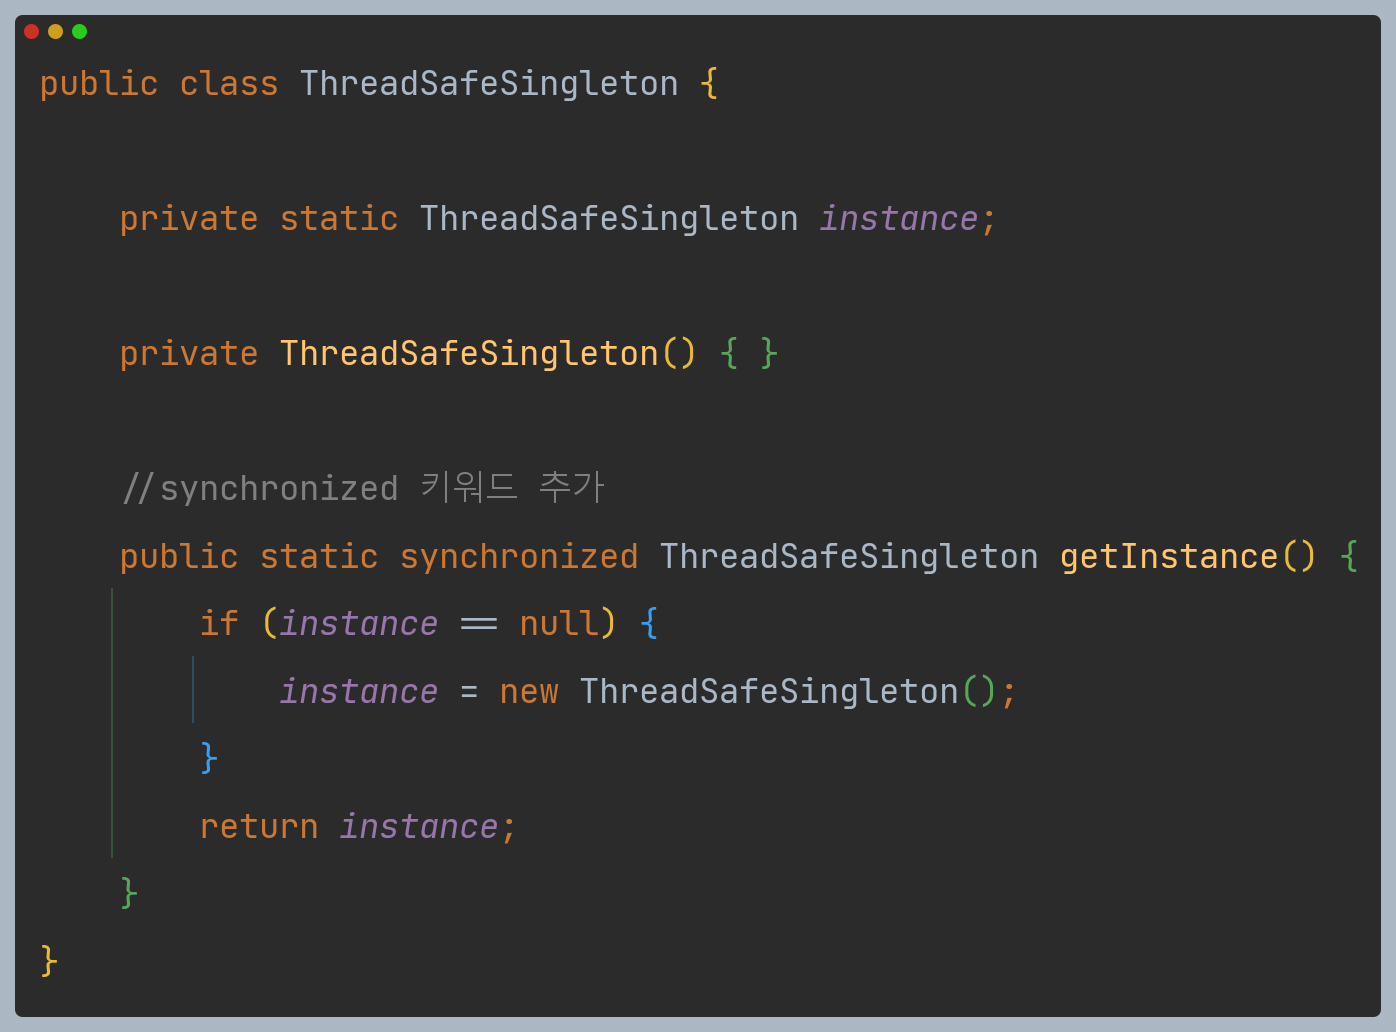 public class ThreadSafeSingleton {
private static ThreadSafeSingleton instance;
private ThreadSafeSingleton() { }
//synchronized 키워드 추가
public static synchronized ThreadSafeSingleton getInstance() {
if (instance == null) {
instance = new ThreadSafeSingleton();
}
return instance;
}
}